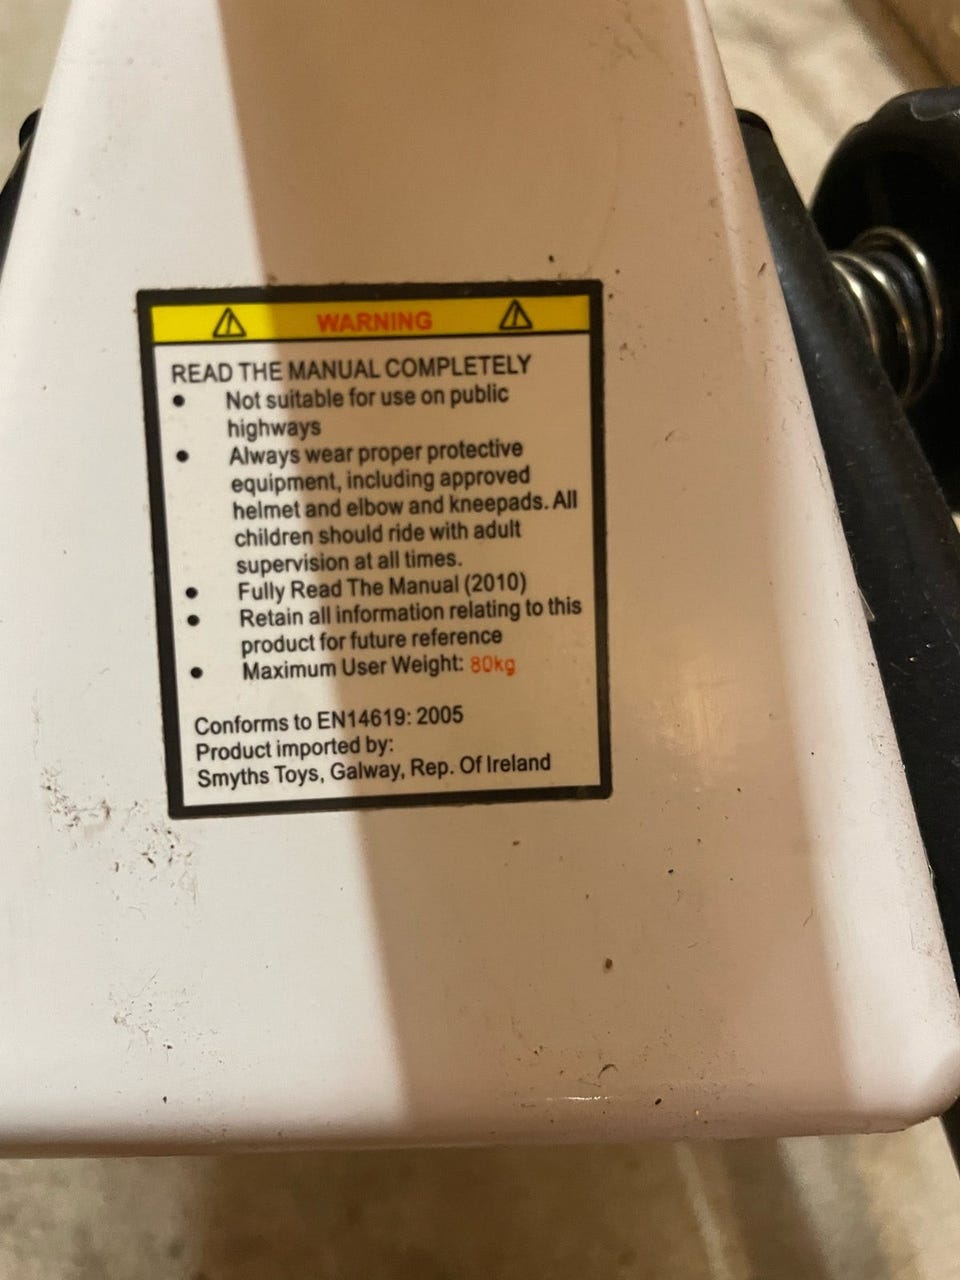 WARNING
READ THE MANUAL COMPLETELY
• Not suitable for use on public
highways
• Always wear proper protective
equipment, including approved
helmet and elbow and kneepads. All
children should ride with adult
supervision at all times.
• Fully Read The Manual (2010)
• Retain all information relating to this
product for future reference
• Maximum User Weight: 80kg
Conforms to EN14619: 2005
Product imported by:
Smyths Toys, Galway, Rep. Of Ireland